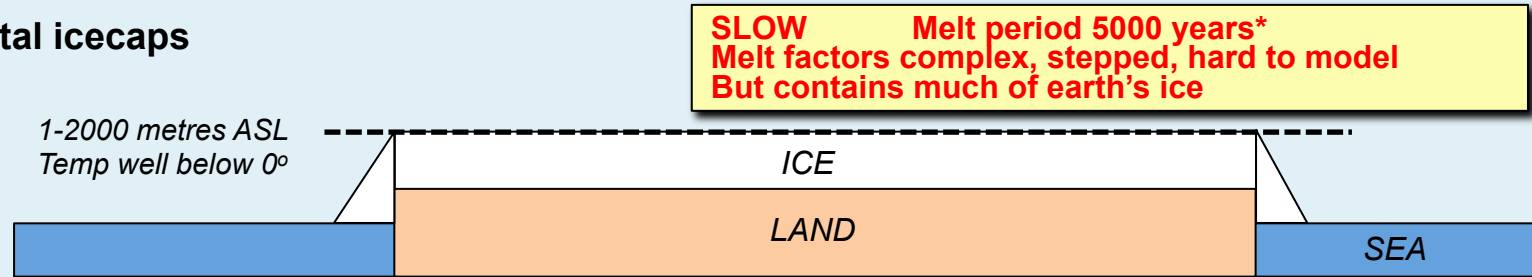 tal icecaps
SLOW Melt period 5000 years*
Melt factors complex, stepped, hard to model
But contains much of earth's ice
1-2000 metres ASL
Temp well below 0º
ICE
LAND
SEA